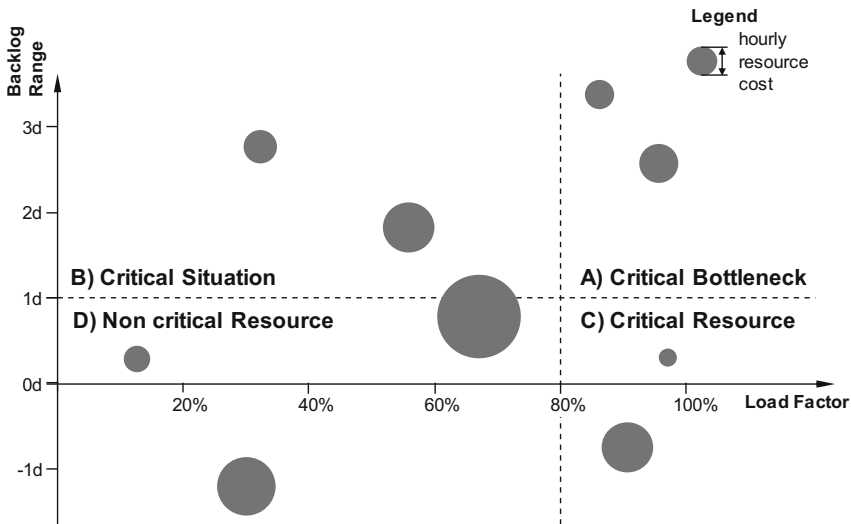 Legend
hourly
resource
cost
Backlog
Range
3d
2d
B) Critical Situation
A) Critical Bottleneck
1d
D) Non critical Resource
C) Critical Resource
0d
20%
40%
60%
80%
100%
Load Factor
-1d